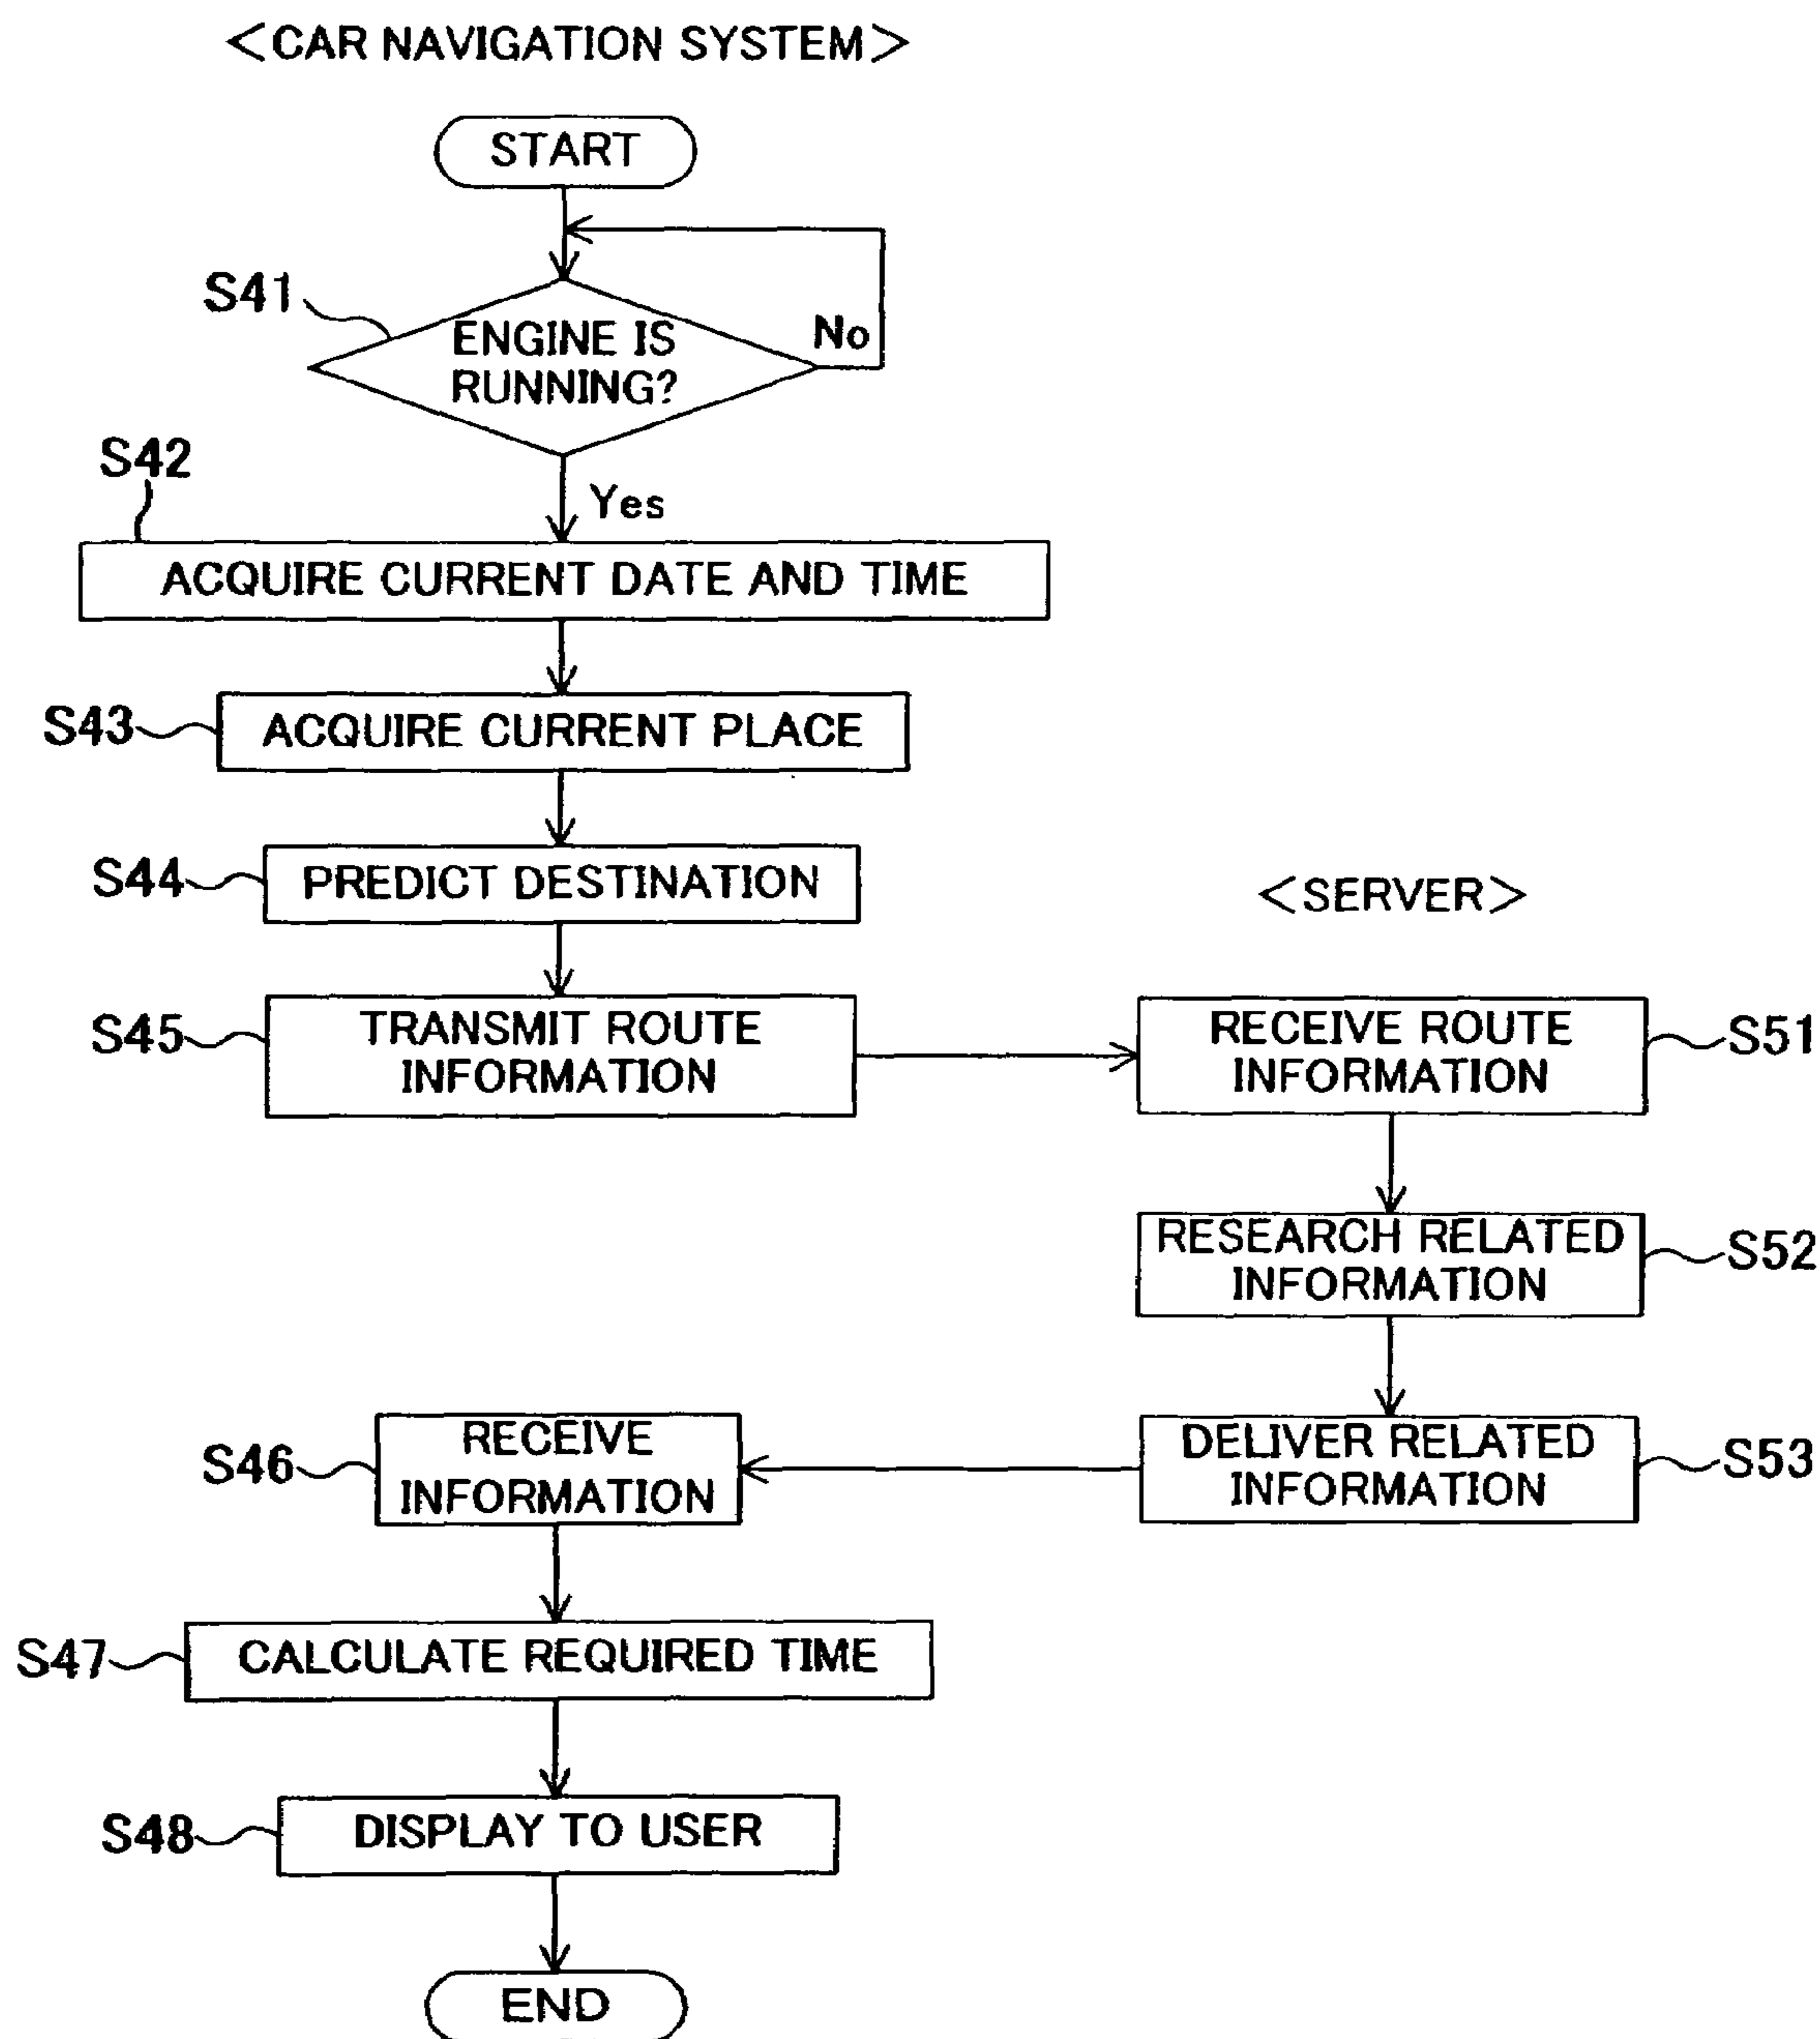 <CAR NAVIGATION SYSTEM>
START
S41
ENGINE IS
RUNNING?
No
Yes
S42
ACQUIRE CURRENT DATE AND TIME
S43
ACQUIRE CURRENT PLACE
S44
PREDICT DESTINATION
<SERVER>
S45
TRANSMIT ROUTE
INFORMATION
RECEIVE ROUTE
INFORMATION
S51
RESEARCH RELATED
INFORMATION
S52
DELIVER RELATED
INFORMATION
S53
S46
RECEIVE
INFORMATION
S47
CALCULATE REQUIRED TIME
S48
DISPLAY TO USER
END